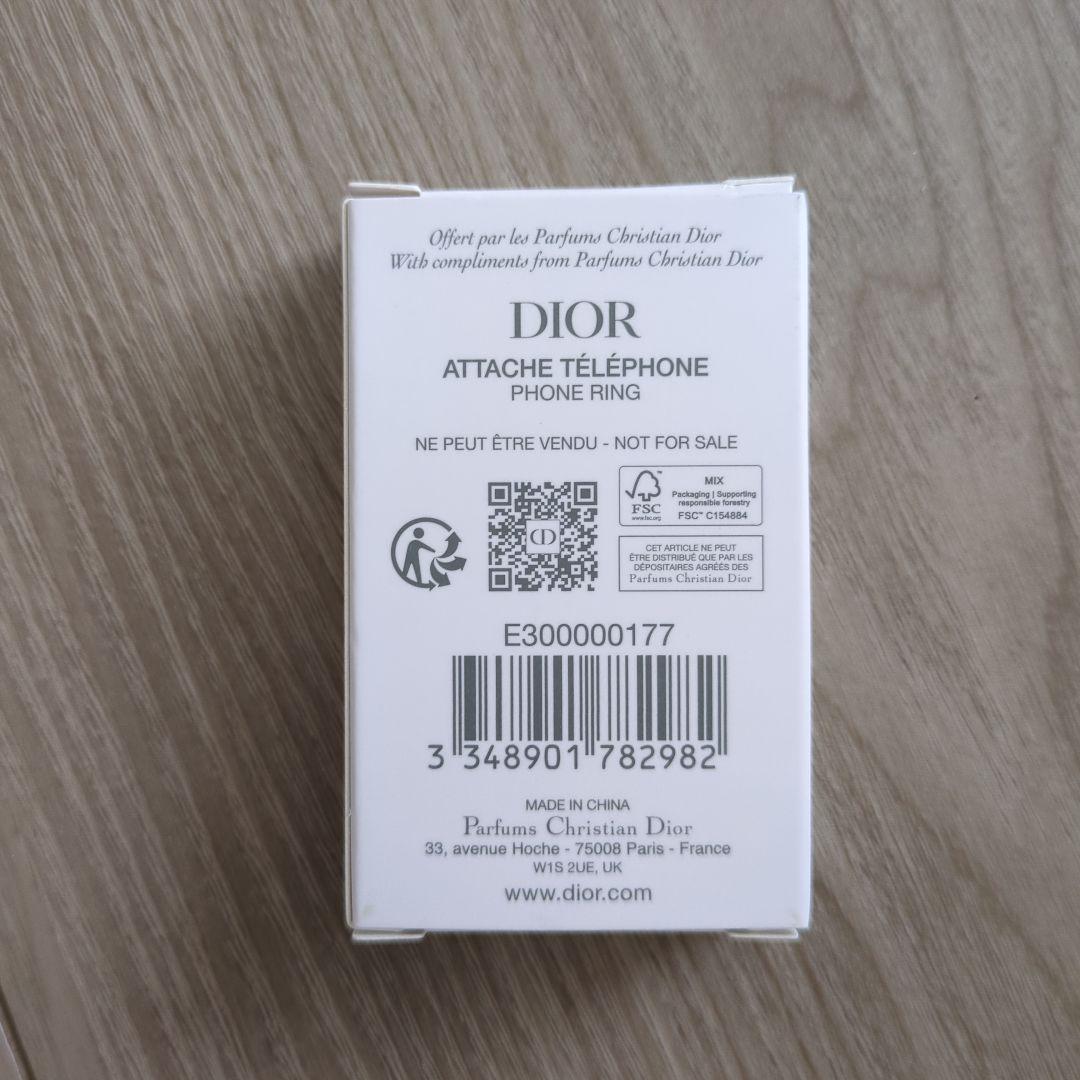 Offert par les Parfums Christian Dior
With compliments from Parfums Christian Dior
DIOR
ATTACHE TÉLÉPHONE
PHONE RING
NE PEUT ÊTRE VENDU - NOT FOR SALE
FSC
www.fsc.org
MIX
Packaging | Supporting
responsible forestry
FSC™ C154884
CD
CET ARTICLE NE PEUT
ÊTRE DISTRIBUÉ QUE PAR LES
DÉPOSITAIRES AGRÉÉS DES
Parfums Christian Dior
E300000177
3 348901 782982
MADE IN CHINA
Parfums Christian Dior
33, avenue Hoche - 75008 Paris - France
W1S 2UE, UK
www.dior.com